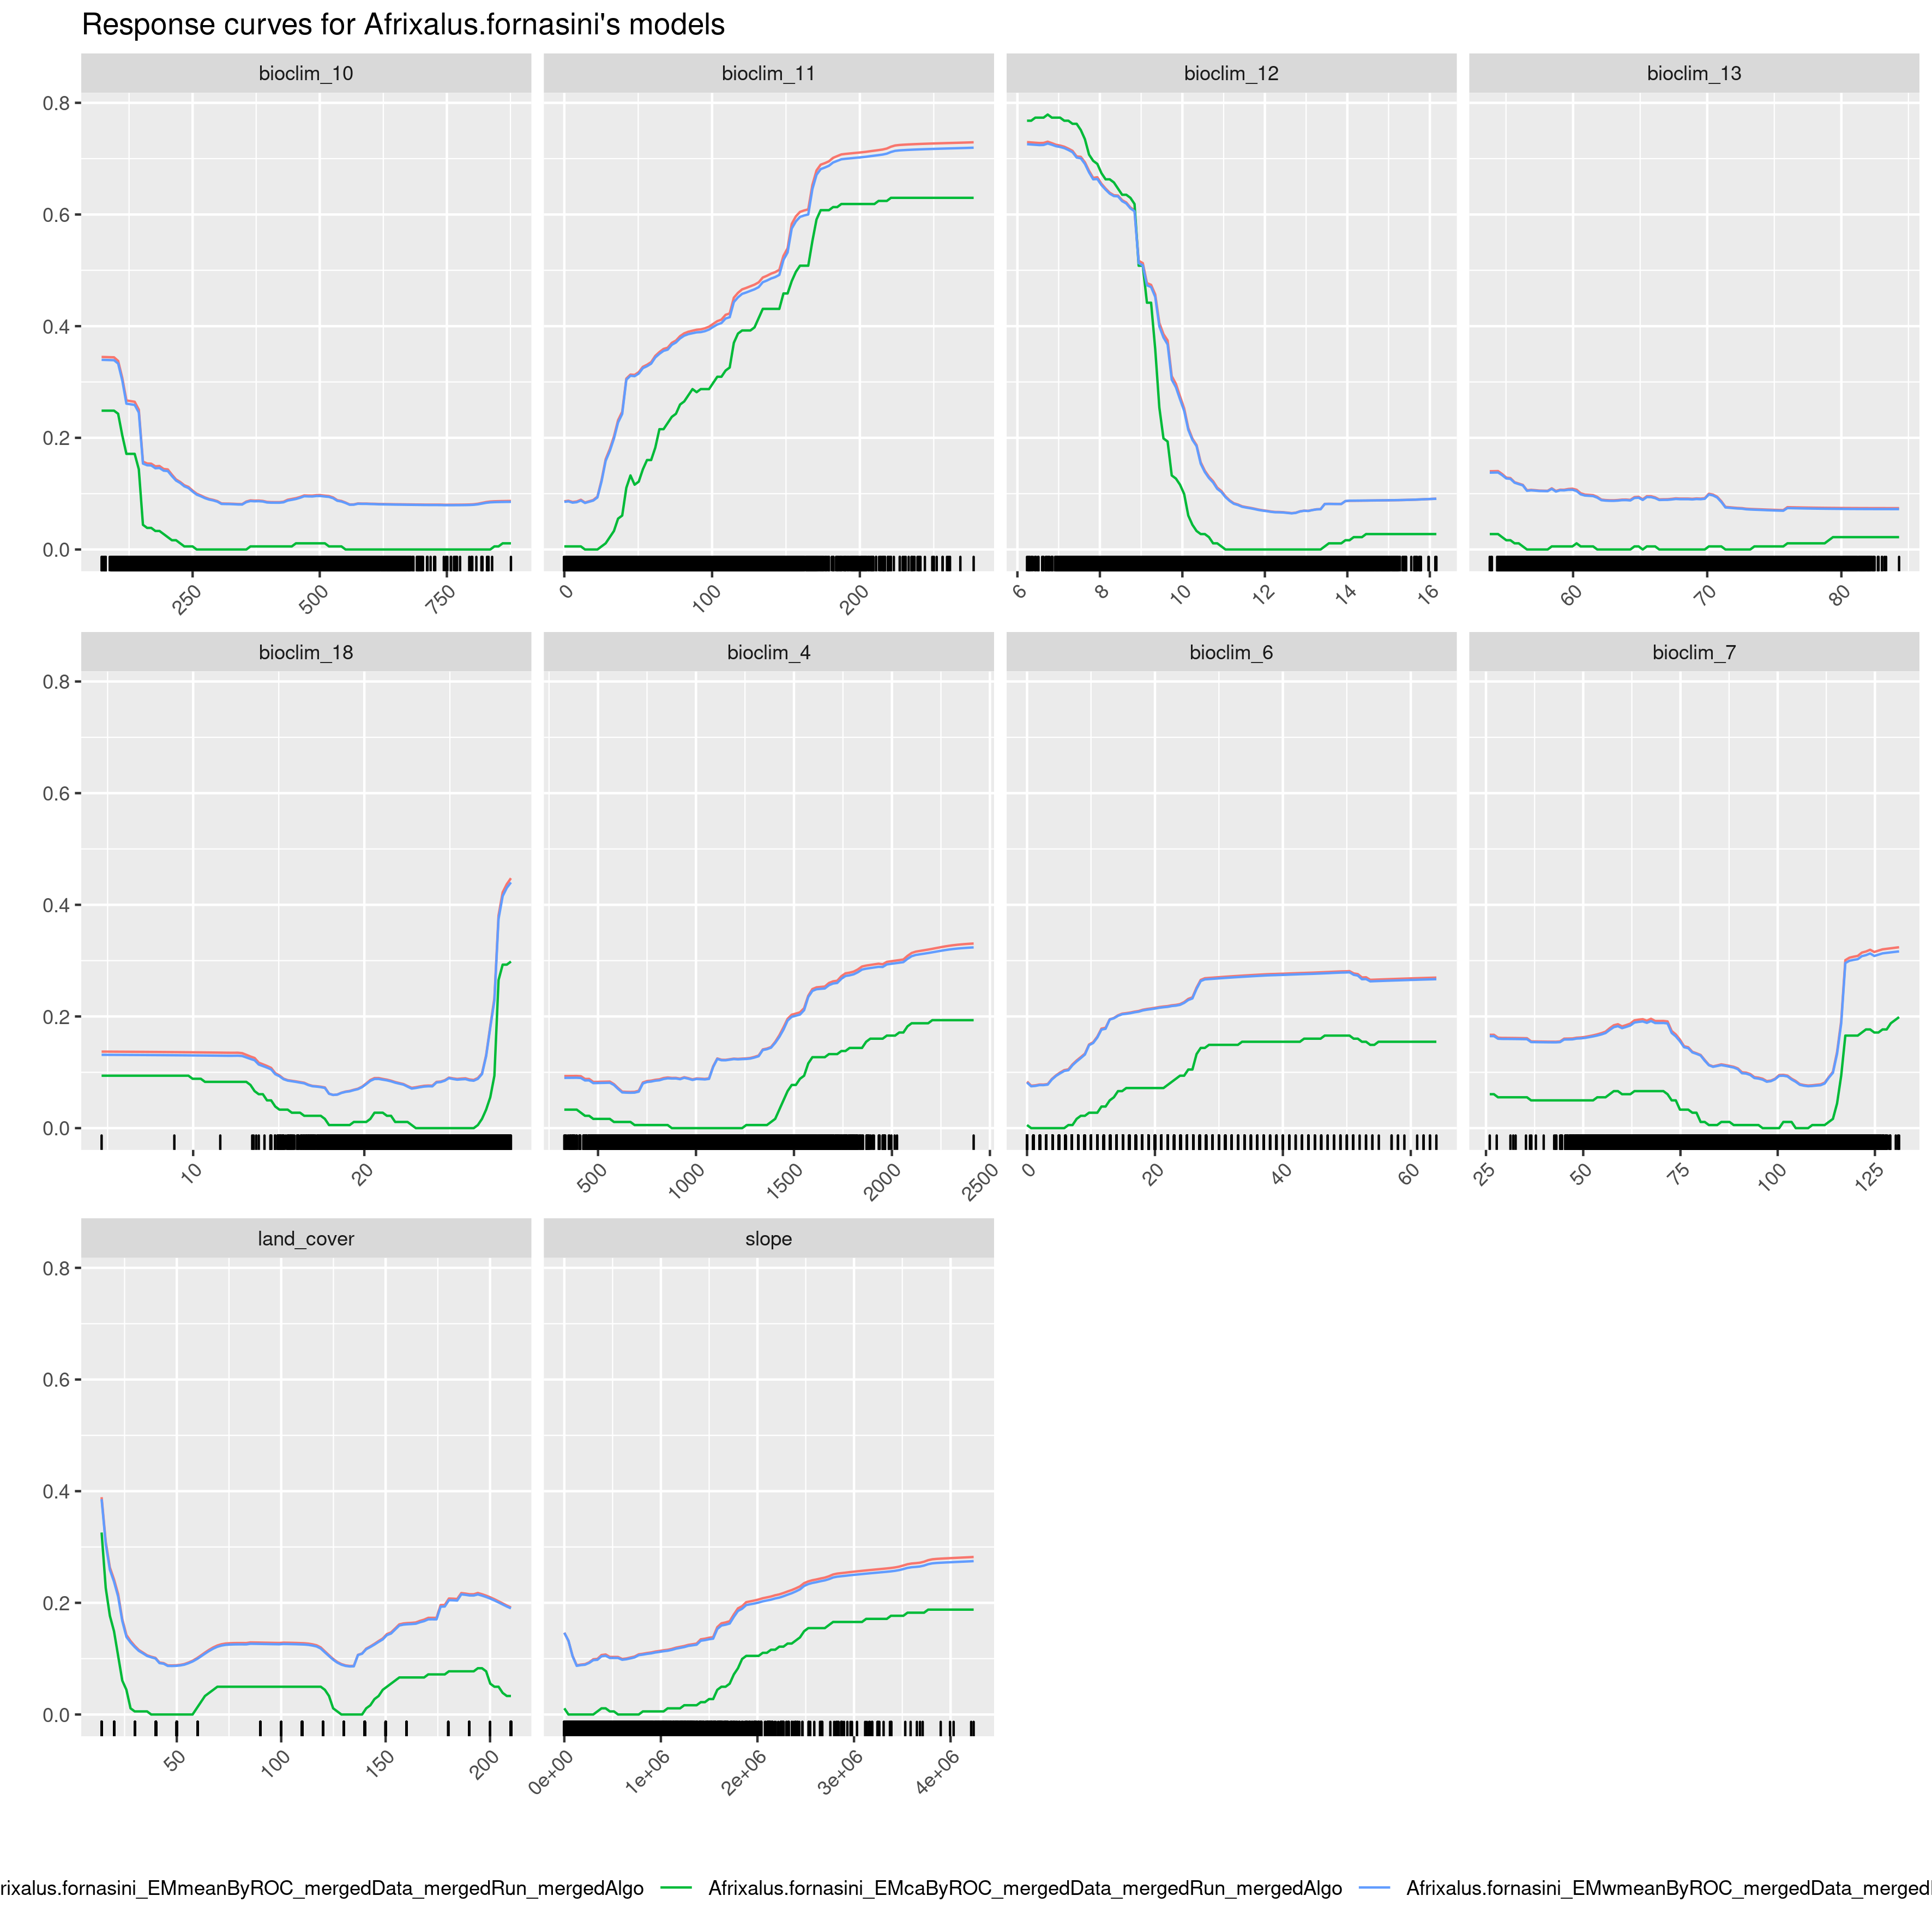 Response curves for Afrixalus.fornasini's models
bioclim_10 bioclim_11 bioclim_12 bioclim_13
0.8
0.6
0.4
0.2
0.0
250 500 750 0 100 200 6 8 10 12 14 16 60 70 80
bioclim_18 bioclim_4 bioclim_6 bioclim_7
0.8
0.6
0.4
0.2
0.0
10 20 500 1000 1500 2000 2500 0 20 40 60 25 50 75 100 125
land_cover slope
0.8
0.6
0.4
0.2
0.0
50 100 150 200 0e+00 1e+06 2e+06 3e+06 4e+06
rixalus.fornasini_EMmeanByROC_mergedData_mergedRun_mergedAlgo Afrixalus.fornasini_EMcaByROC_mergedData_mergedRun_mergedAlgo Afrixalus.fornasini_EMwmeanByROC_mergedData_merged